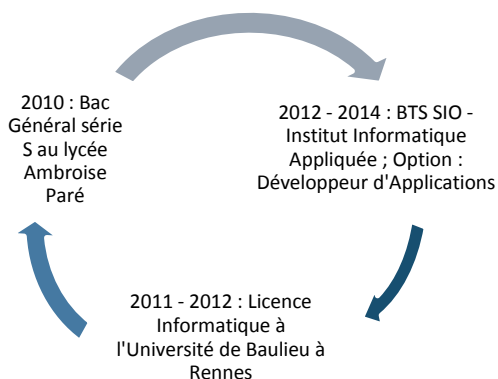 2010 : Bac
Général série
S au lycée
Ambroise
Paré
2012 - 2014 : BTS SIO -
Institut Informatique
Appliquée ; Option :
Développeur d'Applications
2011 - 2012 : Licence
Informatique à
l'Université de Baulieu à
Rennes